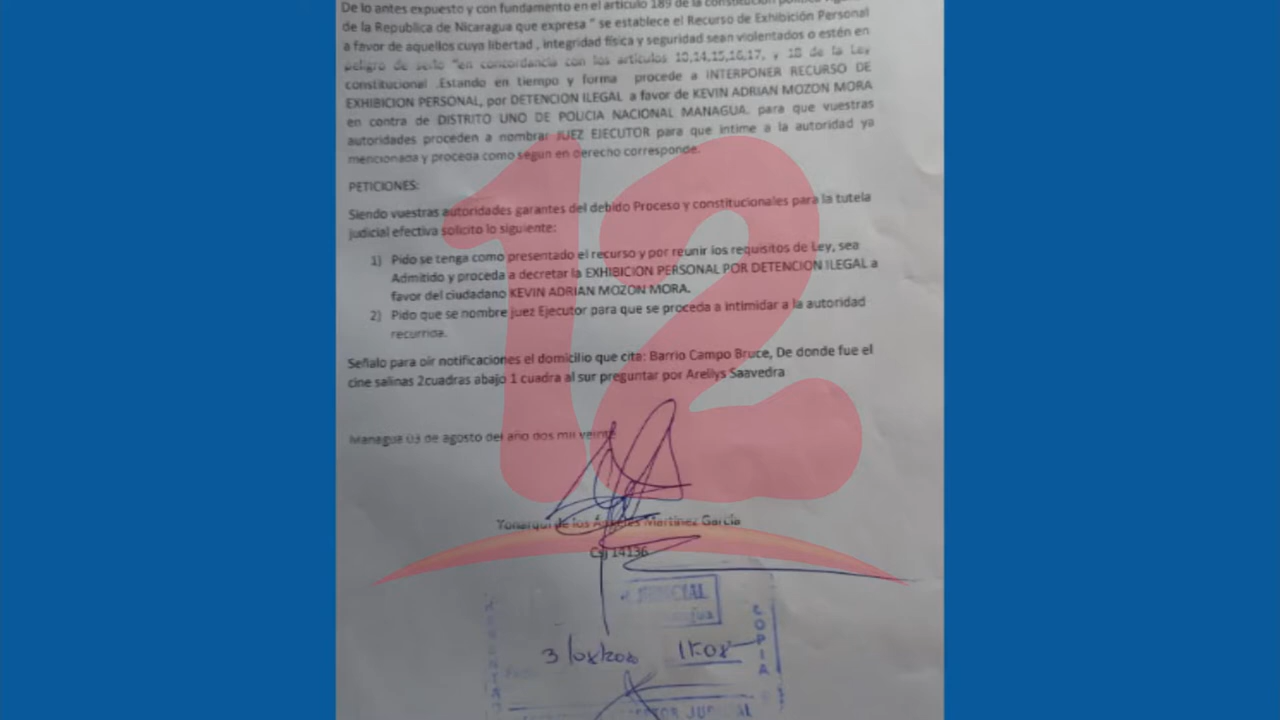 De lo antes expuesto y con fundamento en el artículo 189 de la constitución
de la Republica de Nicaragua que expresa " se establece el Recurso de Exhibición Personal
a favor de aquellos cuya libertad , integridad física y seguridad sean violentados o estén en
peligro de serlo "en concordancia con los artículos 10,14,15,16,17, y 18 de la Ley
constitucional .Estando en tiempo y forma procede a INTERPONER RECURSO DE
EXHIBICION PERSONAL, por DETENCION ILEGAL a favor de KEVIN ADRIAN MOZON MORA
en contra de DISTRITO UNO DE POLICIA NACIONAL MANAGUA. para que vuestras
autoridades proceden a nombrar JUEZ EJECUTOR para que intime a la autoridad ya
mencionada y proceda como según en derecho corresponde.
PETICIONES:
Siendo vuestras autoridades garantes del debido Proceso y constitucionales para la tutela
judicial efectiva solicito lo siguiente:
1) Pido se tenga como presentado el recurso y por reunir los requisitos de Ley, sea
Admitido y proceda a decretar la EXHIBICION PERSONAL POR DETENCION ILEGAL a
favor del ciudadano KEVIN ADRIAN MOZON MORA.
2) Pido que se nombre juez Ejecutor para que se proceda a intimidar a la autoridad
recurrida.
Señalo para oír notificaciones el domicilio que cita: Barrio Campo Bruce, De donde fue el
cine salinas 2cuadras abajo 1 cuadra al sur preguntar por Arellys Saavedra
Managua 03 de agosto del año dos mil veinte
12
de los Ángeles Martínez García
Csj 14136
COPIA